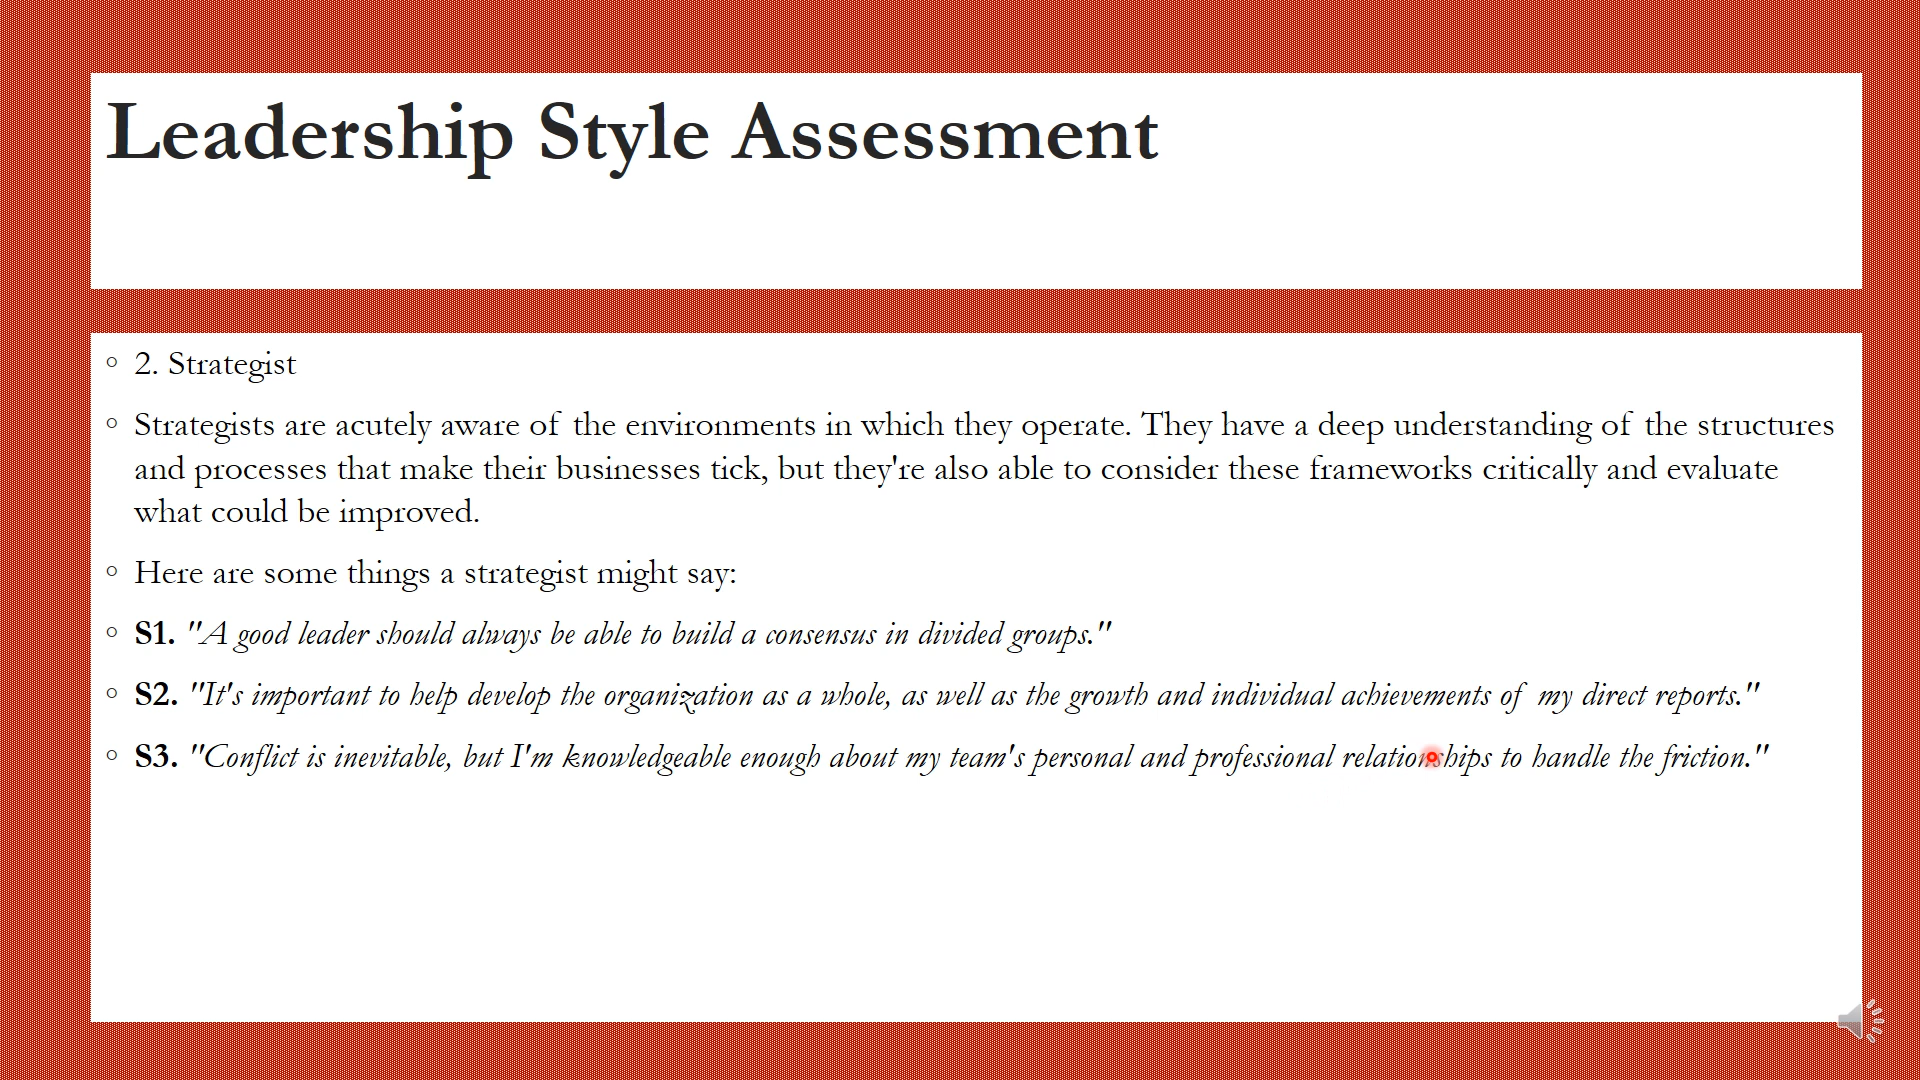 Leadership Style Assessment
◦ 2. Strategist
◦ Strategists are acutely aware of the environments in which they operate. They have a deep understanding of the structures
and processes that make their businesses tick, but they're also able to consider these frameworks critically and evaluate
what could be improved.
◦ Here are some things a strategist might say:
◦ S1. "A good leader should always be able to build a consensus in divided groups."
◦ S2. "It's important to help develop the organization as a whole, as well as the growth and individual achievements of my direct reports."
◦ S3. "Conflict is inevitable, but I'm knowledgeable enough about my team's personal and professional relationships to handle the friction."